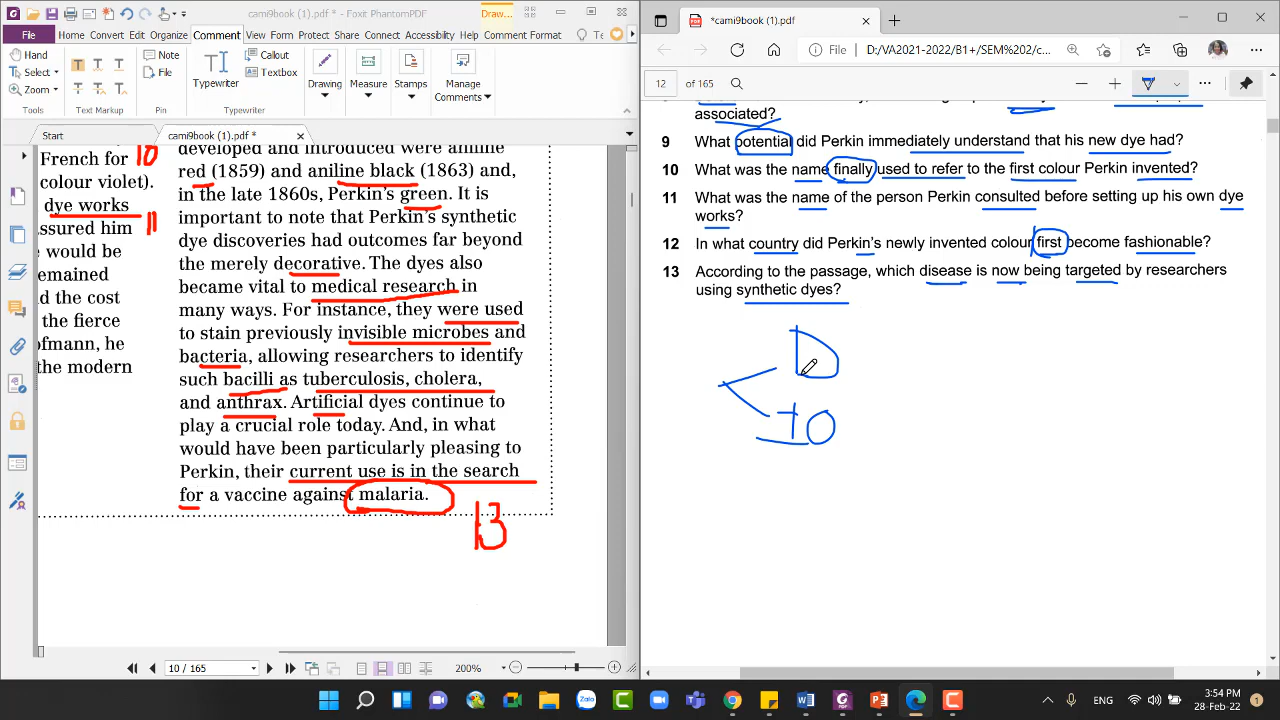 cami9book (1).pdf * - Foxit PhantomPDF
Draw...
File Home Convert Edit Organize Comment View Form Protect Share Connect Accessibility Help Comment Format
Hand
Select
Zoom
Tools
Text Markup
Note
File
Pin
Typewriter
Callout
Textbox
Typewriter
Drawing
Measure
Stamps
Manage
Comments
Start
cami9book (1).pdf *
French for
colour violet).
dye works
ssured him
would be
emained
d the cost
the fierce
ofmann, he
the modern
10
11
developed and introduced were aniline
red (1859) and aniline black (1863) and,
in the late 1860s, Perkin's green. It is
important to note that Perkin's synthetic
dye discoveries had outcomes far beyond
the merely decorative. The dyes also
became vital to medical research in
many ways. For instance, they were used
to stain previously invisible microbes and
bacteria, allowing researchers to identify
such bacilli as tuberculosis, cholera,
and anthrax. Artificial dyes continue to
play a crucial role today. And, in what
would have been particularly pleasing to
Perkin, their current use is in the search
for a vaccine against malaria.
13
10 / 165
200%
*cami9book (1).pdf
File
D:/VA2021-2022/B1+/SEM%202/c...
12 of 165
associated?
9 What potential did Perkin immediately understand that his new dye had?
10 What was the name finally used to refer to the first colour Perkin invented?
11 What was the name of the person Perkin consulted before setting up his own dye
works?
12 In what country did Perkin's newly invented colour first become fashionable?
13 According to the passage, which disease is now being targeted by researchers
using synthetic dyes?
D
+O
Zalo
ENG
3:54 PM
28-Feb-22